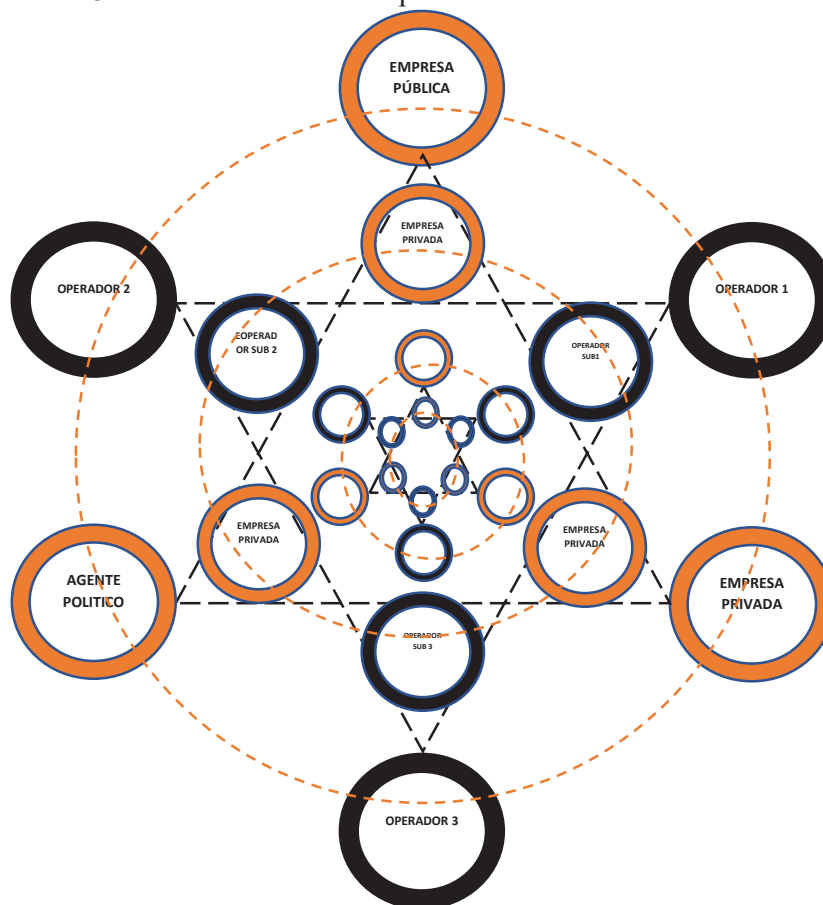 EMPRESA
PÚBLICA
EMPRESA
PRIVADA
OPERADOR 2
OPERADOR 1
EOPERAD
OR SUB 2
OPERADOR
SUB1
EMPRESA
PRIVADA
EMPRESA
PRIVADA
AGENTE
POLITICO
EMPRESA
PRIVADA
OPERADOR
SUB 3
OPERADOR 3